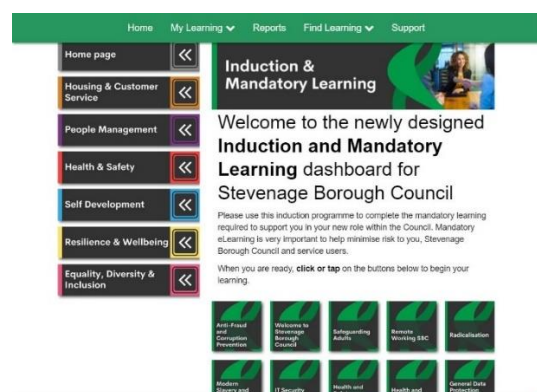 Home My Learning Reports Find Learning Support
Home page
Housing & Customer
Service
People Management
Health & Safety
Self Development
Resilience & Wellbeing
Equality, Diversity &
Inclusion
Induction &
Mandatory Learning
Welcome to the newly designed
Induction and Mandatory
Learning dashboard for
Stevenage Borough Council
Please use this induction programme to complete the mandatory learning
required to support you in your new role within the Council. Mandatory
eLearning is very important to help minimise risk to you, Stevenage
Borough Council and service users.
When you are ready, click or tap on the buttons below to begin your
learning.
Anti-Fraud
and
Corruption
Prevention
Welcome to
Stevenage
Borough
Council
Safeguarding
Adults
Remote
Working SBC
Radicalisation
Modern
Slavery and
IT Security
Health and
Health and
General Data
Protection